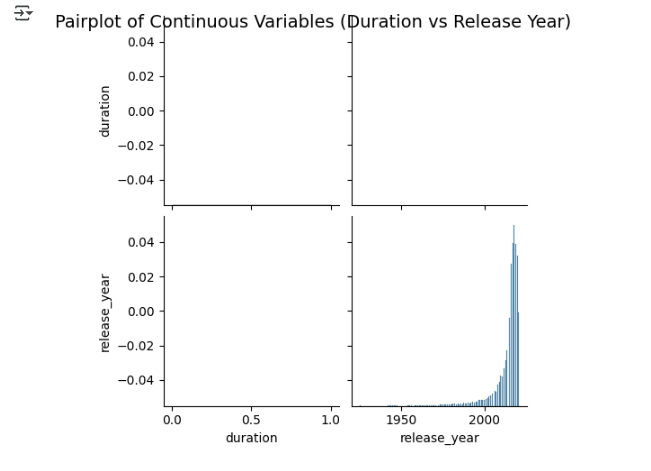 Pairplot of Continuous Variables (Duration vs Release Year)
0.04
0.02
0.00
−0.02
−0.04
duration
0.04
0.02
0.00
−0.02
−0.04
release_year
0.0 0.5 1.0 1950 2000
duration release_year